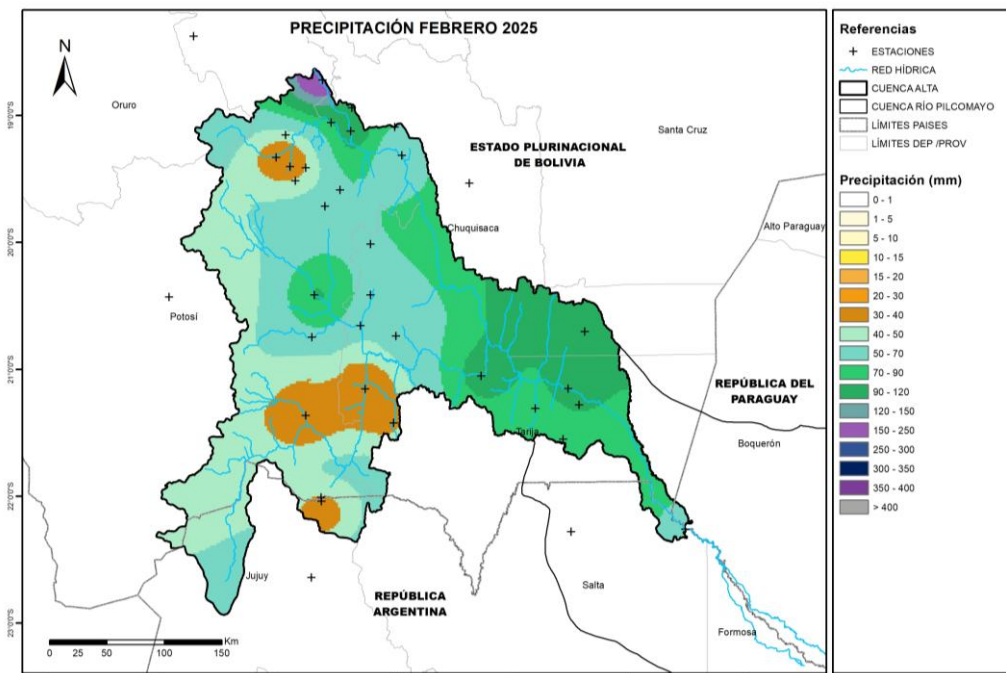 PRECIPITACIÓN FEBRERO 2025
N
Oruro
Santa Cruz
ESTADO PLURINACIONAL
DE BOLIVIA
Chuquisaca
Alto Paraguay
Potosí
REPÚBLICA DEL
PARAGUAY
Boquerón
Tarija
Jujuy
Salta
REPÚBLICA
ARGENTINA
Formosa
19°0'0"S
20°0'0"S
21°0'0"S
22°0'0"S
23°0'0"S
Km
0 25 50 100 150
Referencias
ESTACIONES
RED HÍDRICA
CUENCA ALTA
CUENCA RÍO PILCOMAYO
LÍMITES PAISES
LÍMITES DEP /PROV
Precipitación (mm)
0 - 1
1 - 5
5 - 10
10 - 15
15 - 20
20 - 30
30 - 40
40 - 50
50 - 70
70 - 90
90 - 120
120 - 150
150 - 250
250 - 300
300 - 350
350 - 400
> 400